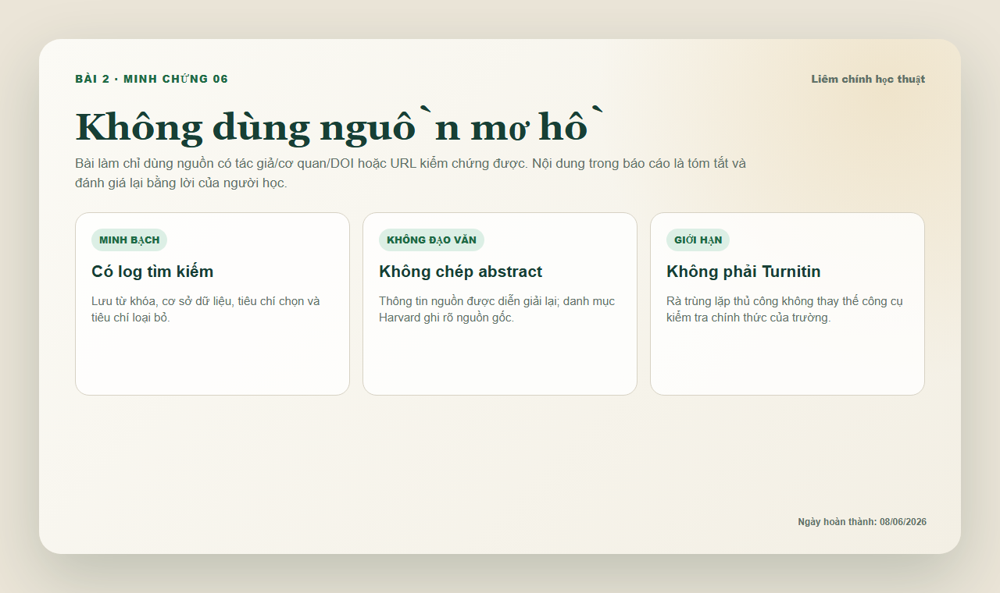 BÀI 2 · MINH CHỨNG 06
Liêm chính học thuật
Không dùng nguồn mơ hồ
Bài làm chỉ dùng nguồn có tác giả/cơ quan/DOI hoặc URL kiểm chứng được. Nội dung trong báo cáo là tóm tắt và
đánh giá lại bằng lời của người học.
MINH BẠCH
Có log tìm kiếm
Lưu từ khóa, cơ sở dữ liệu, tiêu chí chọn và
tiêu chí loại bỏ.
KHÔNG ĐẠO VĂN
Không chép abstract
Thông tin nguồn được diễn giải lại; danh mục
Harvard ghi rõ nguồn gốc.
GIỚI HẠN
Không phải Turnitin
Rà trùng lặp thủ công không thay thế công cụ
kiểm tra chính thức của trường.
Ngày hoàn thành: 08/06/2026